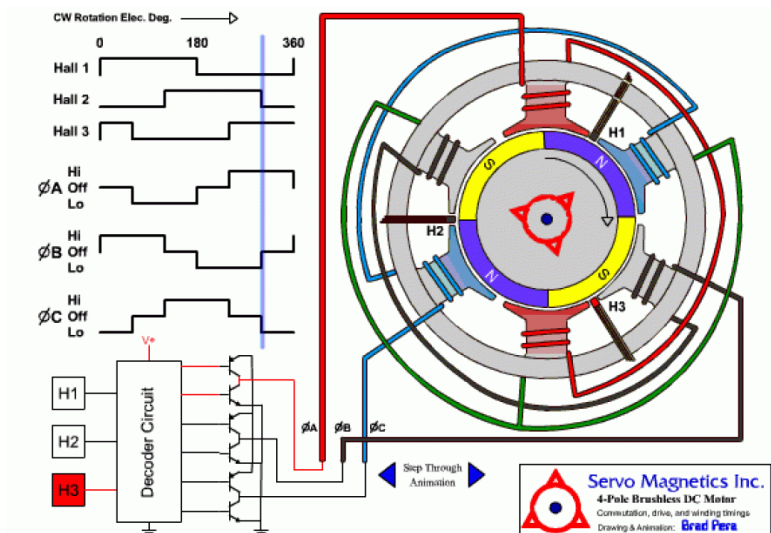 CW Rotation Elec. Deg.
0 180 360
Hall 1
Hall 2
Hall 3
Hi
ØA Off
Lo
Hi
ØB Off
Lo
Hi
ØC Off
Lo
H1
H2
H3
S
N
S
N
V+
H1
H2
H3
Decoder Circuit
ØA ØB ØC
Step Through
Animation
Servo Magnetics Inc.
4-Pole Brushless DC Motor
Commutation, drive, and winding timings
Drawing & Animation: Brad Pera